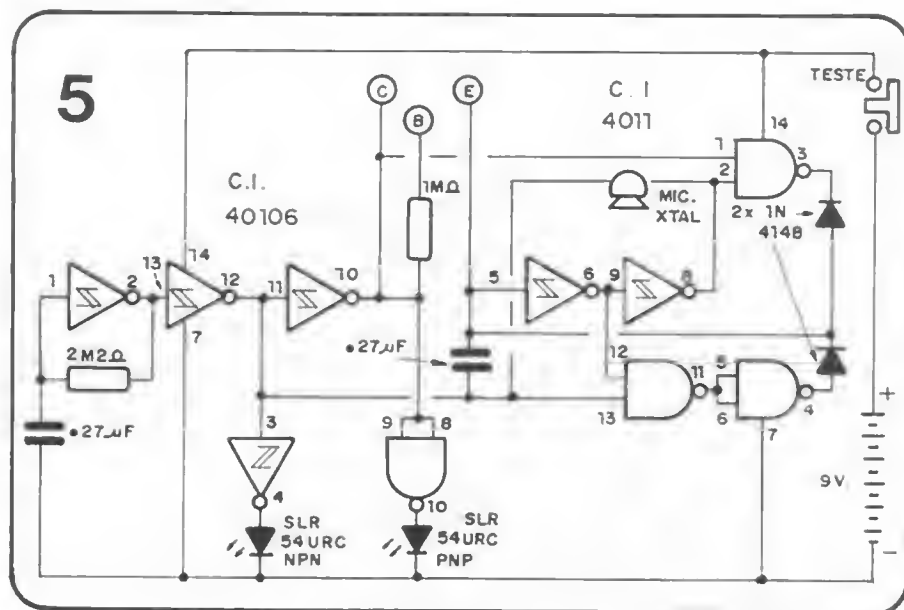 5
C
B
E
C. I
4011
TESTE
14
1
2
3
1MΩ
MIC.
XTAL
2x 1N
4148
C.I.
40106
1
2
13
14
12
11
10
5
6
9
8
7
2M2Ω
•27µF
•27µF
12
11
13
5
6
4
7
3
9
8
4
10
SLR
54URC
NPN
SLR
54URC
PNP
+
9V.
−